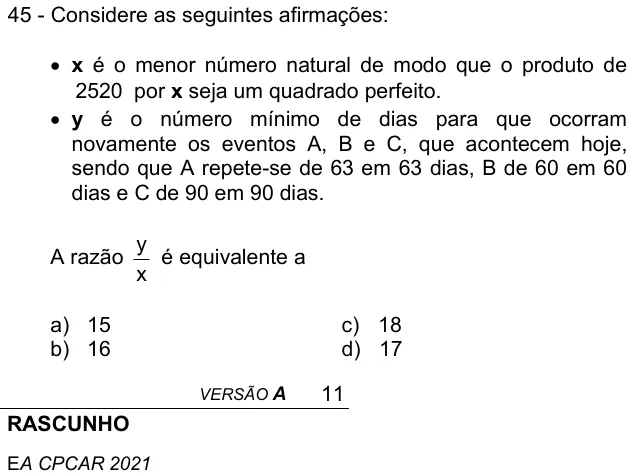 45 - Considere as seguintes afirmações:
• x é o menor número natural de modo que o produto de
2520 por x seja um quadrado perfeito.
• y é o número mínimo de dias para que ocorram
novamente os eventos A, B e C, que acontecem hoje,
sendo que A repete-se de 63 em 63 dias, B de 60 em 60
dias e C de 90 em 90 dias.
A razão y/x é equivalente a
a) 15 c) 18
b) 16 d) 17
VERSÃO A 11
RASCUNHO
EA CPCAR 2021